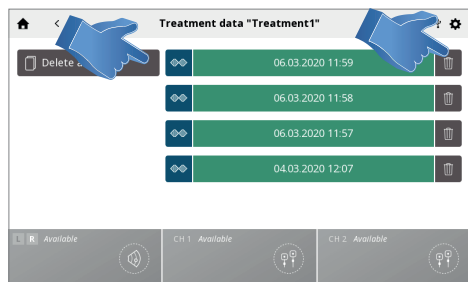 Treatment data "Treatment1"
Delete
06.03.2020 11:59
06.03.2020 11:58
06.03.2020 11:57
04.03.2020 12:07
L R Available
CH 1 Available
CH 2 Available